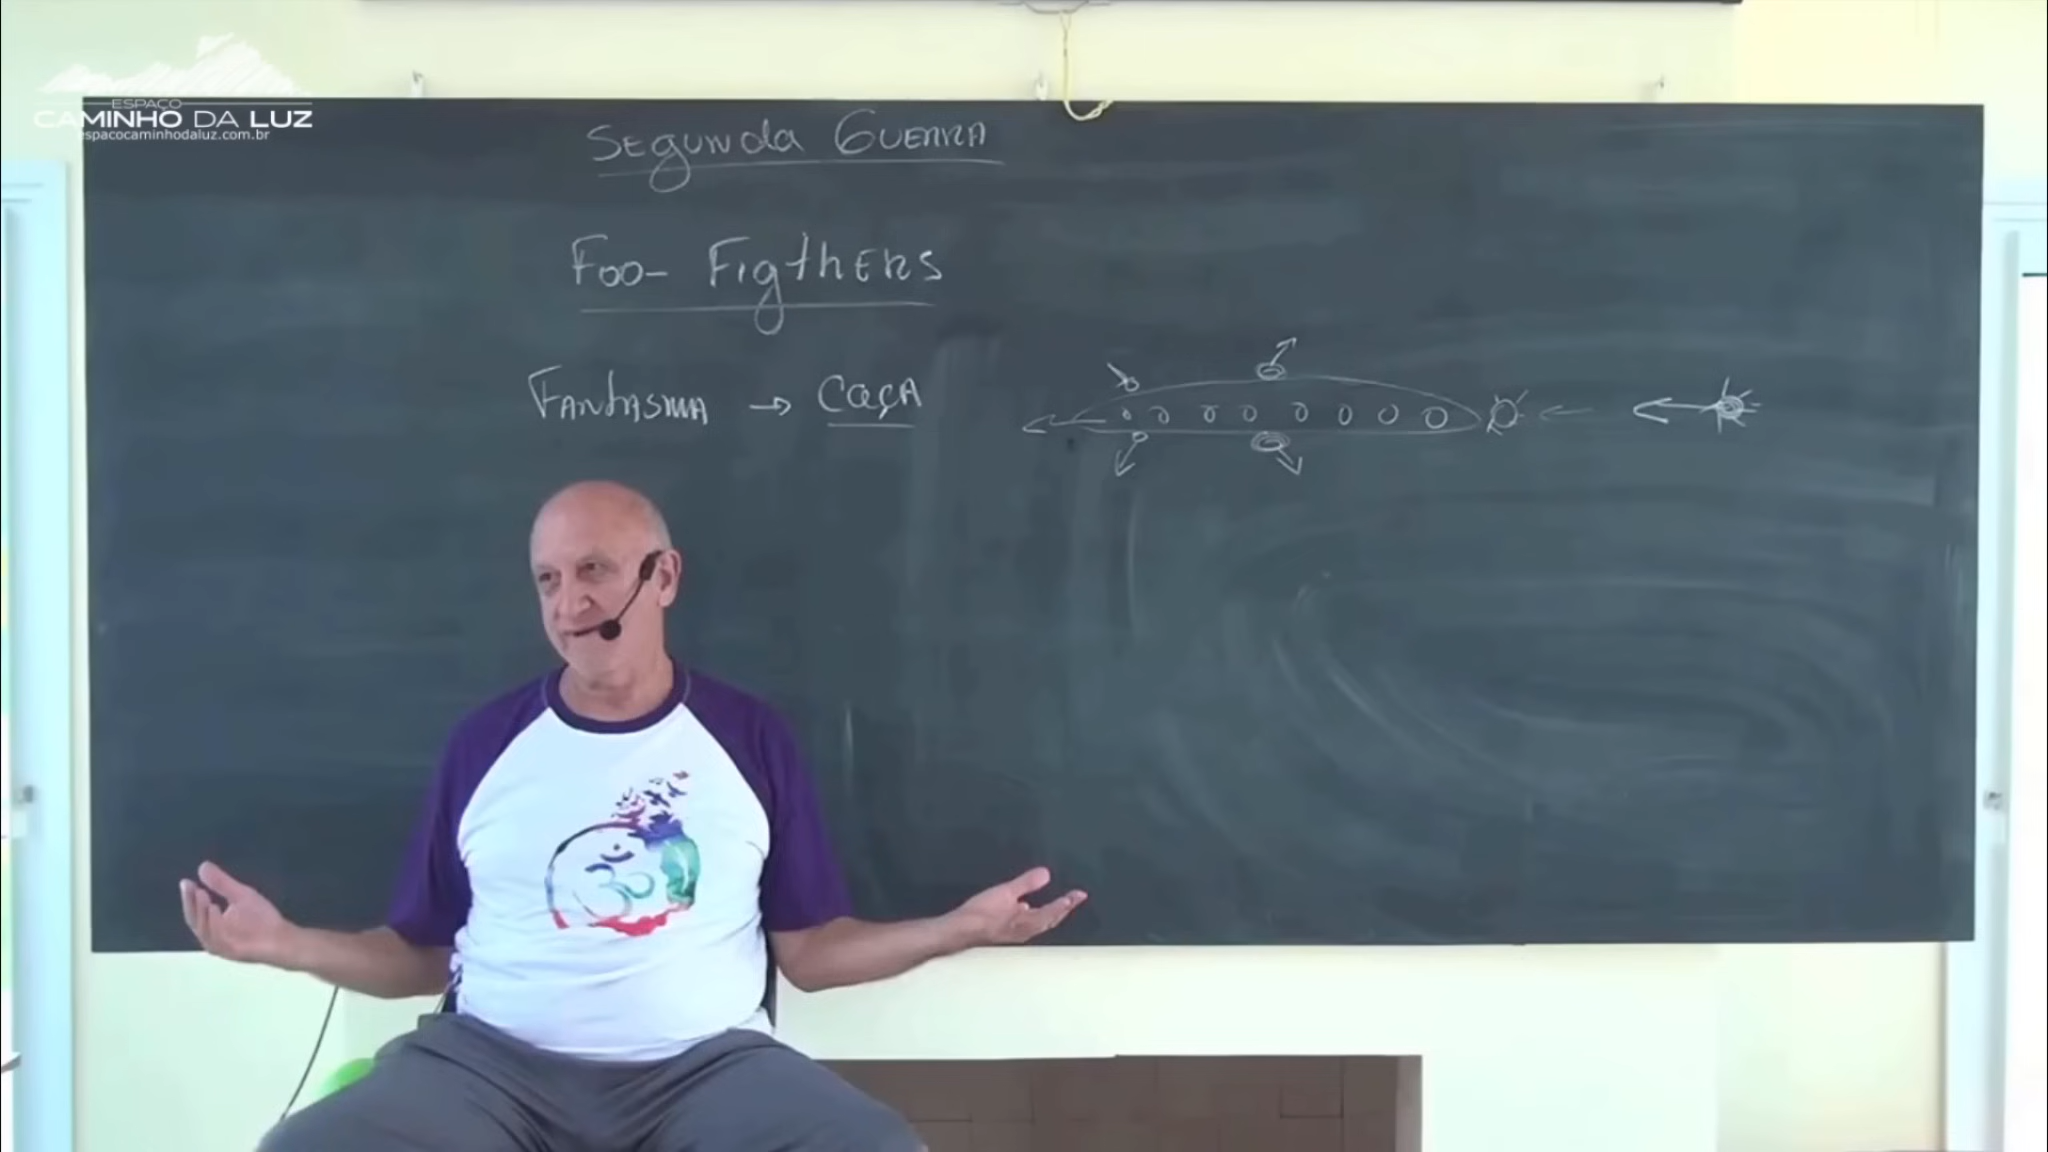 ESPAÇO
CAMINHO DA LUZ
espacocaminhodaluz.com.br
SEgunda GUERRA
Foo- FigthERS
FANtASMA → CaçA